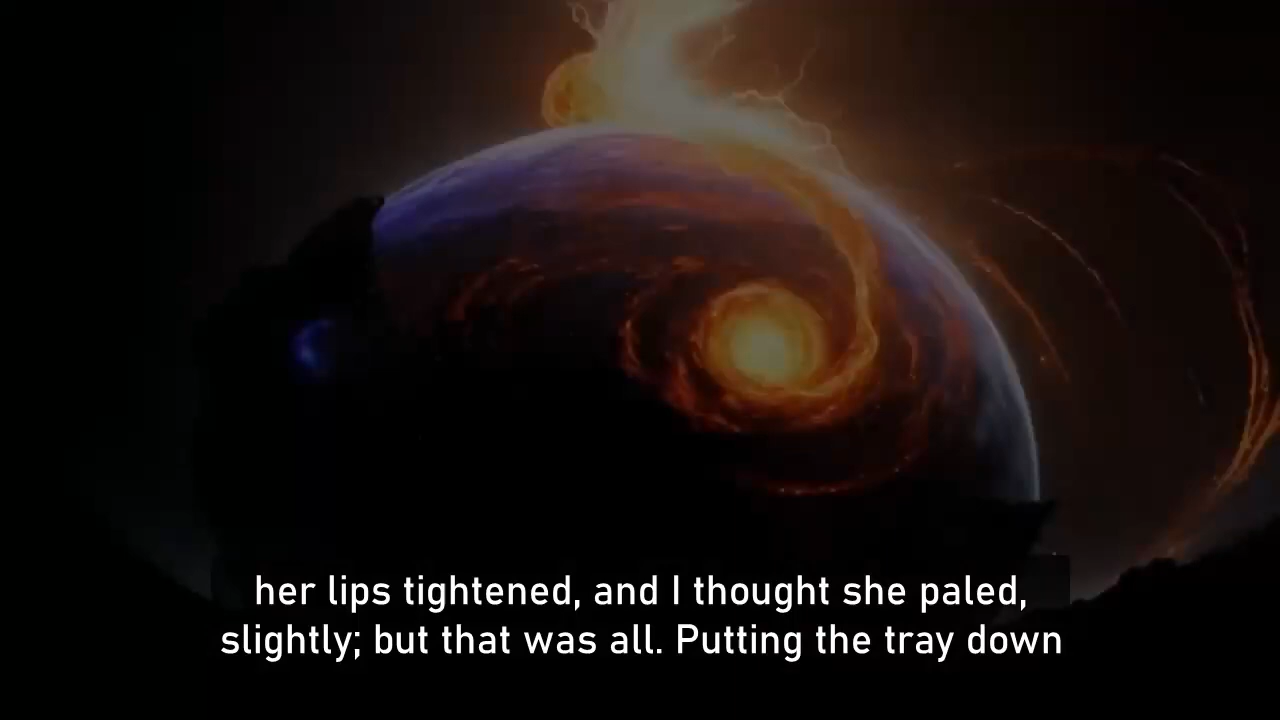 her lips tightened, and I thought she paled,
slightly; but that was all. Putting the tray down